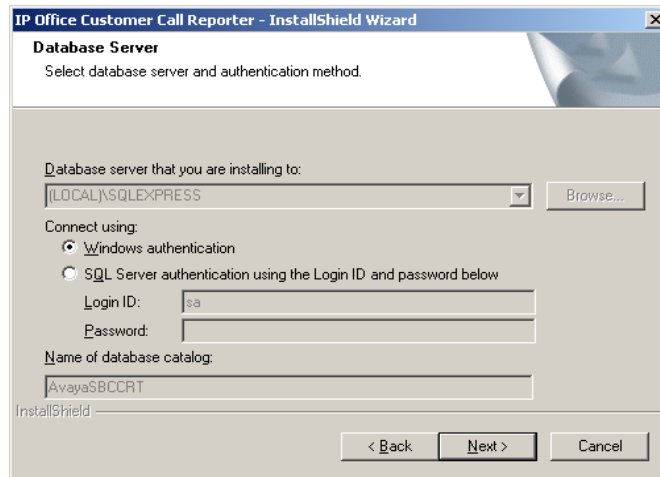 IP Office Customer Call Reporter - InstallShield Wizard
Database Server
Select database server and authentication method.
Database server that you are installing to:
(LOCAL)\SQLEXPRESS
Browse...
Connect using:
Windows authentication
SQL Server authentication using the Login ID and password below
Login ID:
sa
Password:
Name of database catalog:
AvayaSBCCRT
InstallShield
< Back
Next >
Cancel